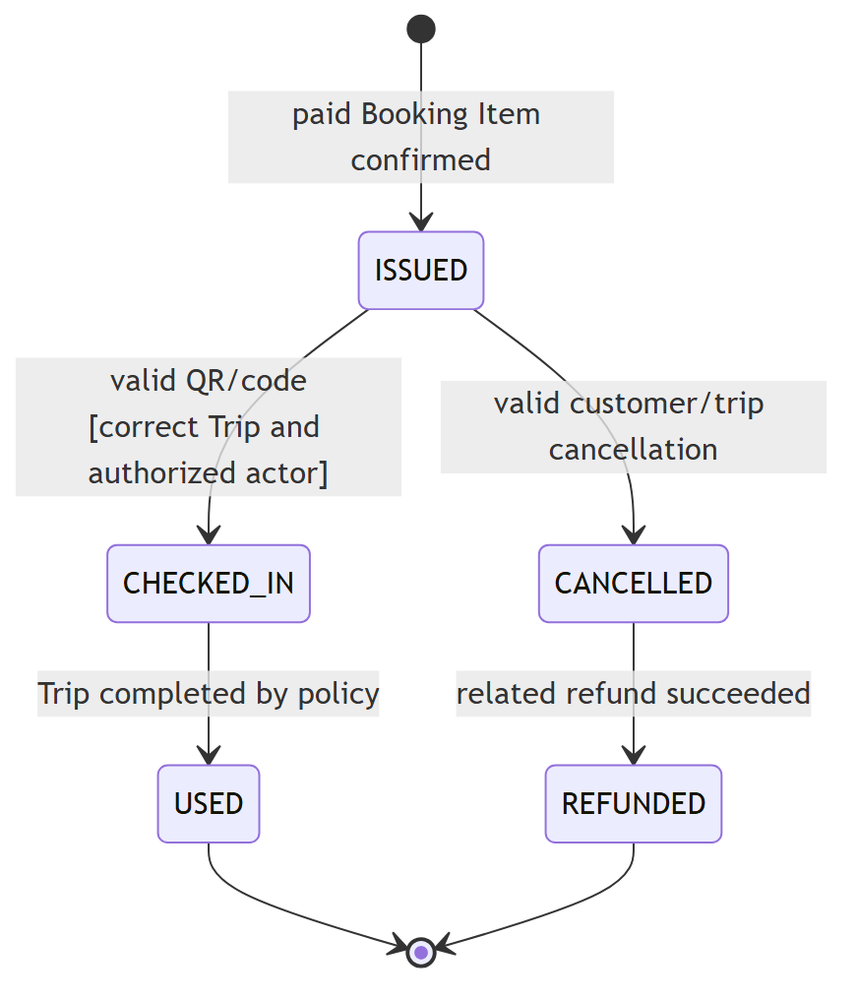 paid Booking Item
confirmed
ISSUED
valid QR/code
[correct Trip and
authorized actor]
valid customer/trip
cancellation
CHECKED_IN
CANCELLED
Trip completed by policy
related refund succeeded
USED
REFUNDED